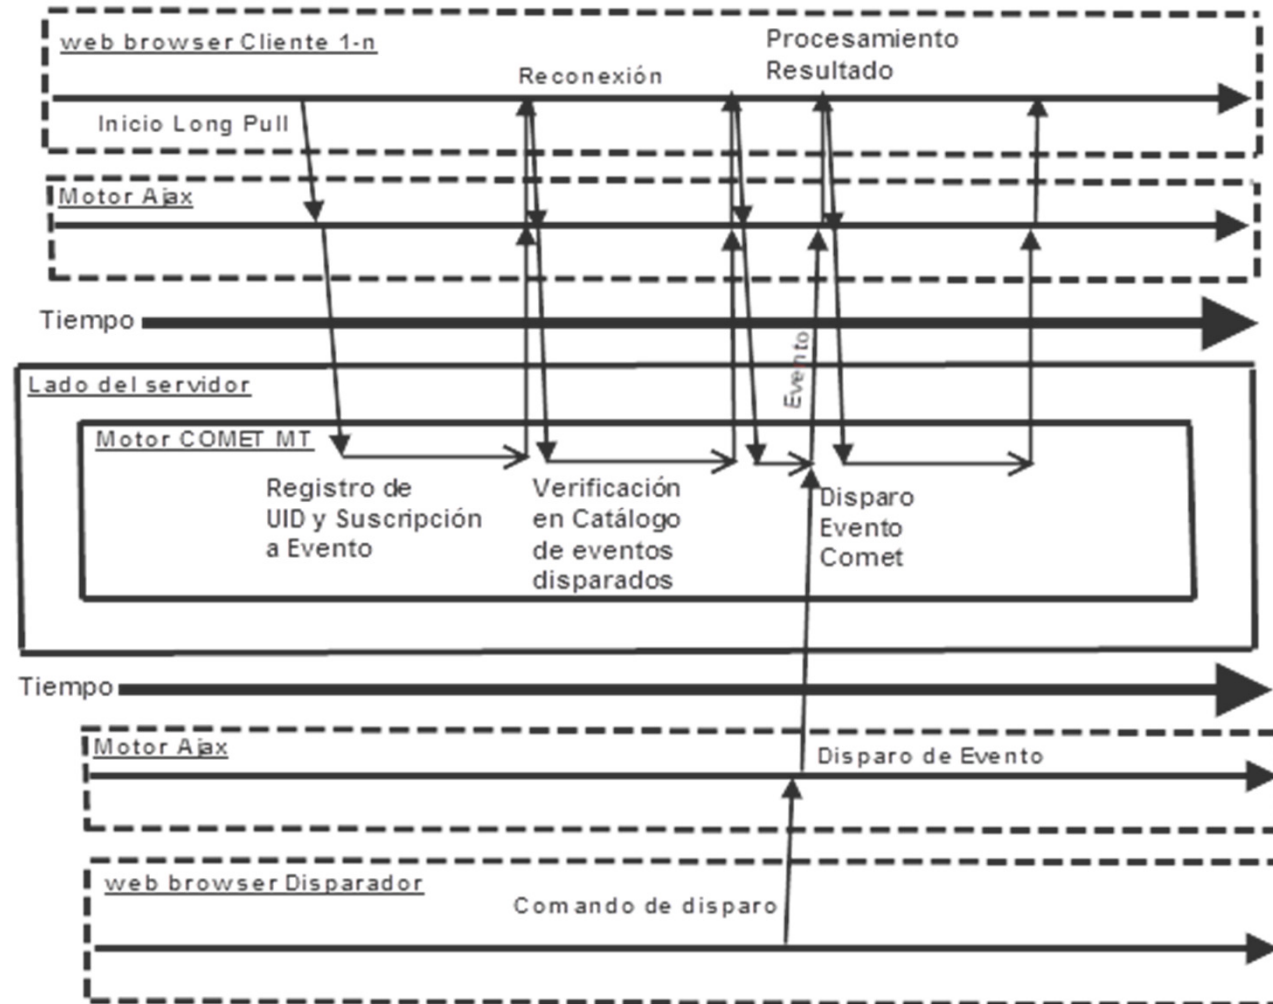 web browser Cliente 1-n
Procesamiento
Resultado
Reconexión
Inicio Long Pull
Motor Ajax
Tiempo
Evento
Lado del servidor
Motor COMET MT
Registro de
UID y Suscripción
a Evento
Verificación
en Catálogo
de eventos
disparados
Disparo
Evento
Comet
Tiempo
Motor Ajax
Disparo de Evento
web browser Disparador
Comando de disparo